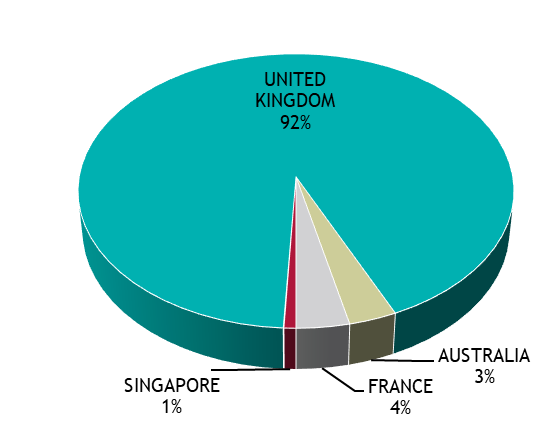 UNITED
KINGDOM
92%
AUSTRALIA
3%
SINGAPORE
1%
FRANCE
4%